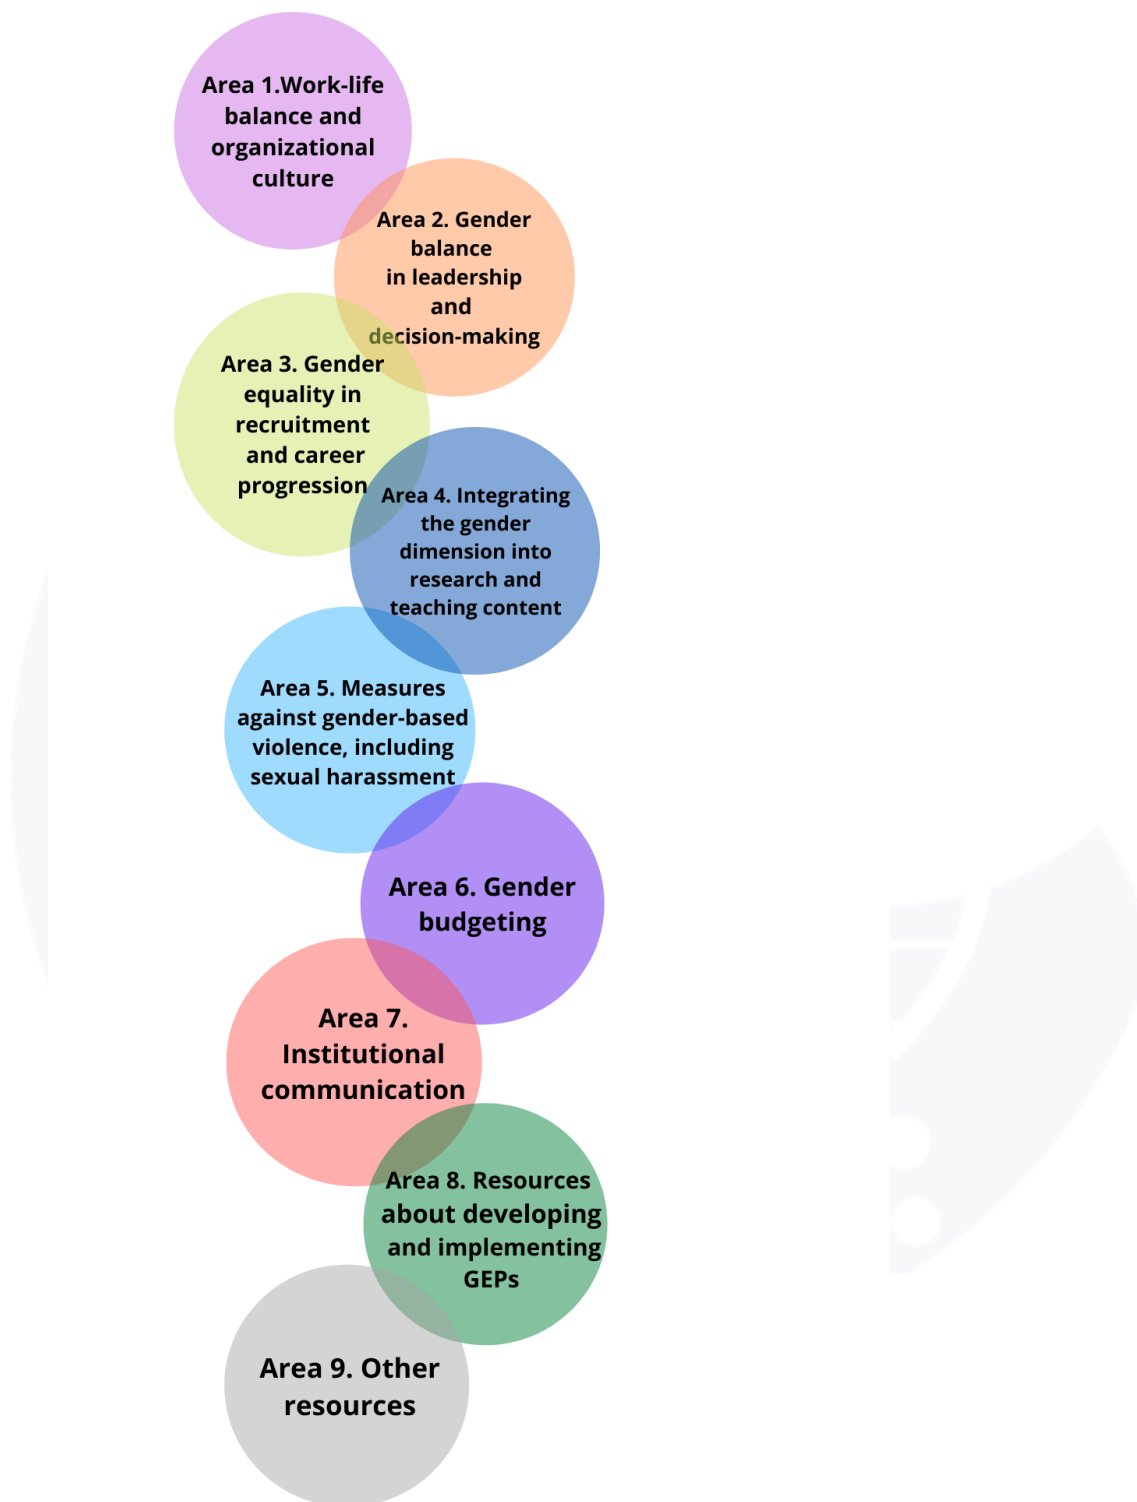 Area 1.Work-life
balance and
organizational
culture
Area 2. Gender
balance
in leadership
and
decision-making
Area 3. Gender
equality in
recruitment
and career
progression
Area 4. Integrating
the gender
dimension into
research and
teaching content
Area 5. Measures
against gender-based
violence, including
sexual harassment
Area 6. Gender
budgeting
Area 7.
Institutional
communication
Area 8. Resources
about developing
and implementing
GEPs
Area 9. Other
resources